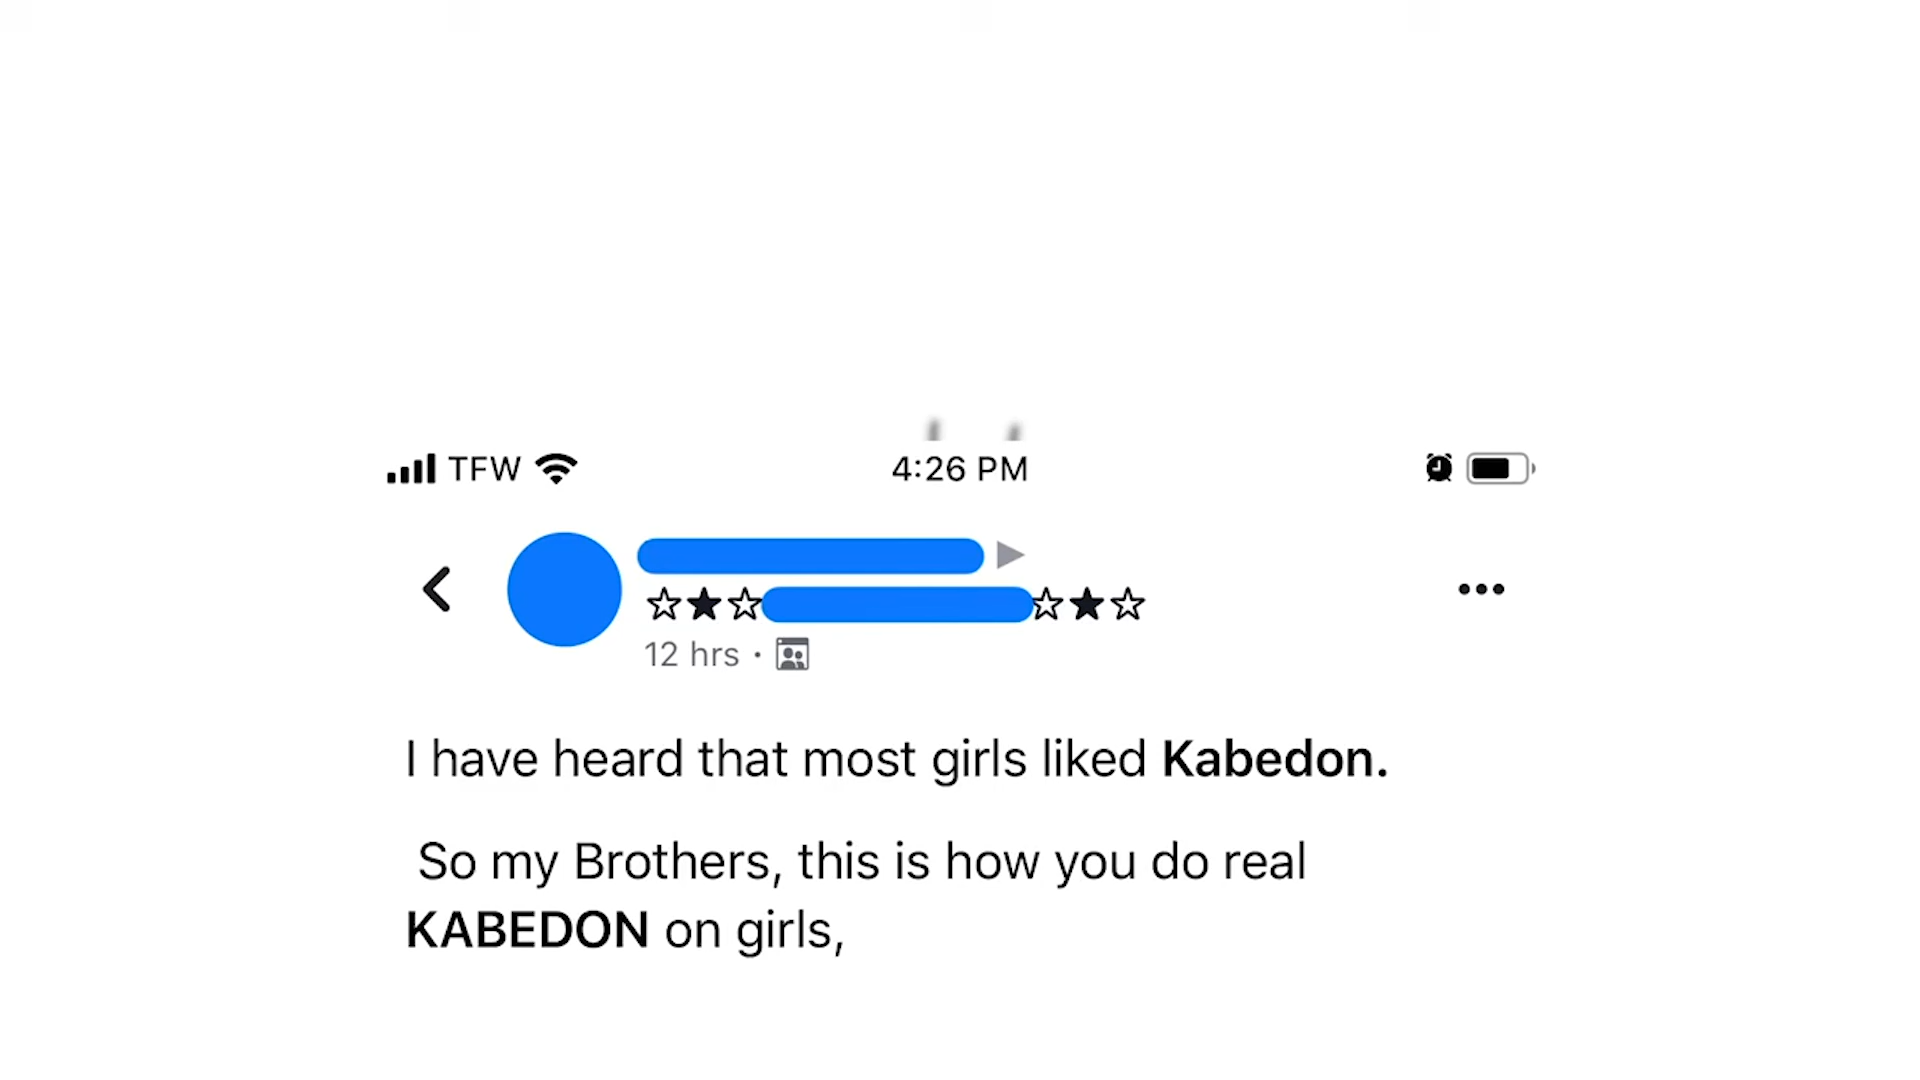 TFW 4:26 PM
☆★☆ ☆★☆
12 hrs ·
I have heard that most girls liked Kabedon.
So my Brothers, this is how you do real
KABEDON on girls,